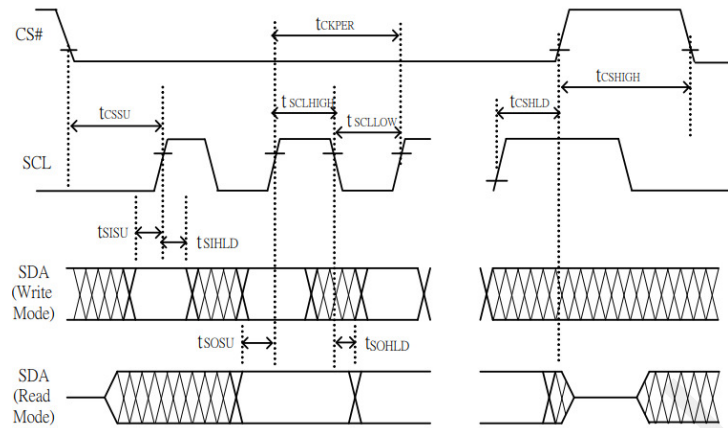 CS#
tCKPER
tCSHIGH
tCSSU
tSCLHIGH
tSCLLOW
tCSHLD
SCL
tSISU
tSIHLD
SDA
(Write
Mode)
tSOSU
tSOHLD
SDA
(Read
Mode)